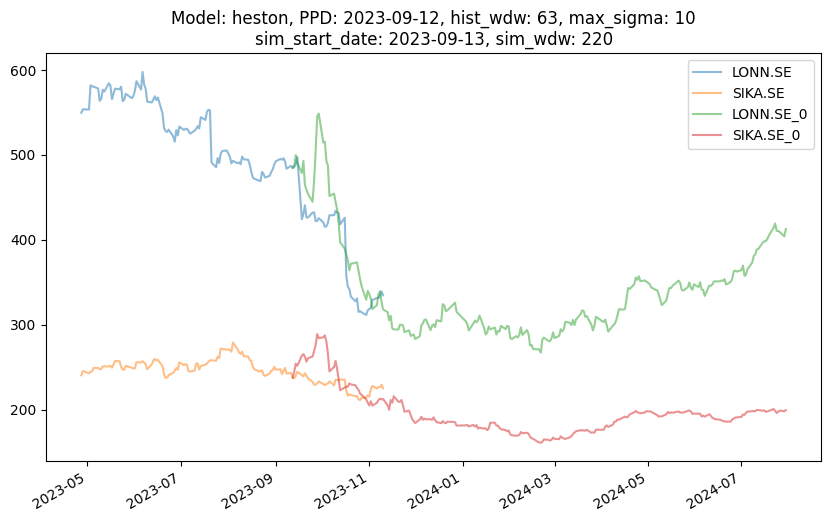 Model: heston, PPD: 2023-09-12, hist_wdw: 63, max_sigma: 10
sim_start_date: 2023-09-13, sim_wdw: 220
LONN.SE
SIKA.SE
LONN.SE_0
SIKA.SE_0
600
500
400
300
200
2023-05
2023-07
2023-09
2023-11
2024-01
2024-03
2024-05
2024-07